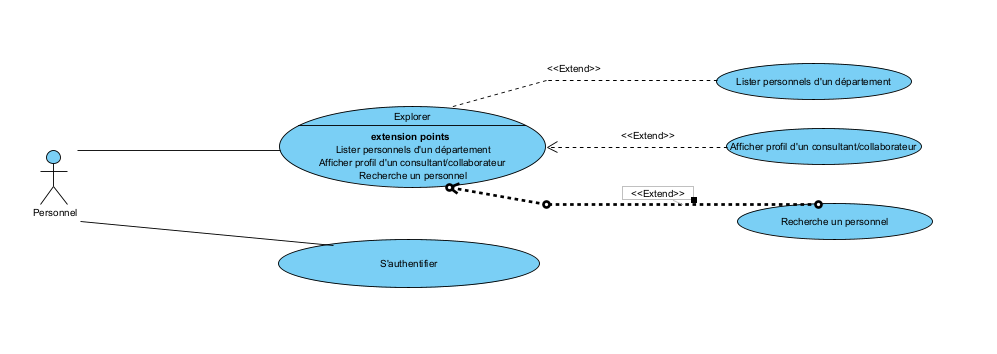 <<Extend>>
Lister personnels d'un département
Explorer
extension points
Lister personnels d'un département
Afficher profil d'un consultant/collaborateur
Recherche un personnel
<<Extend>>
Afficher profil d'un consultant/collaborateur
<<Extend>>
Recherche un personnel
Personnel
S'authentifier